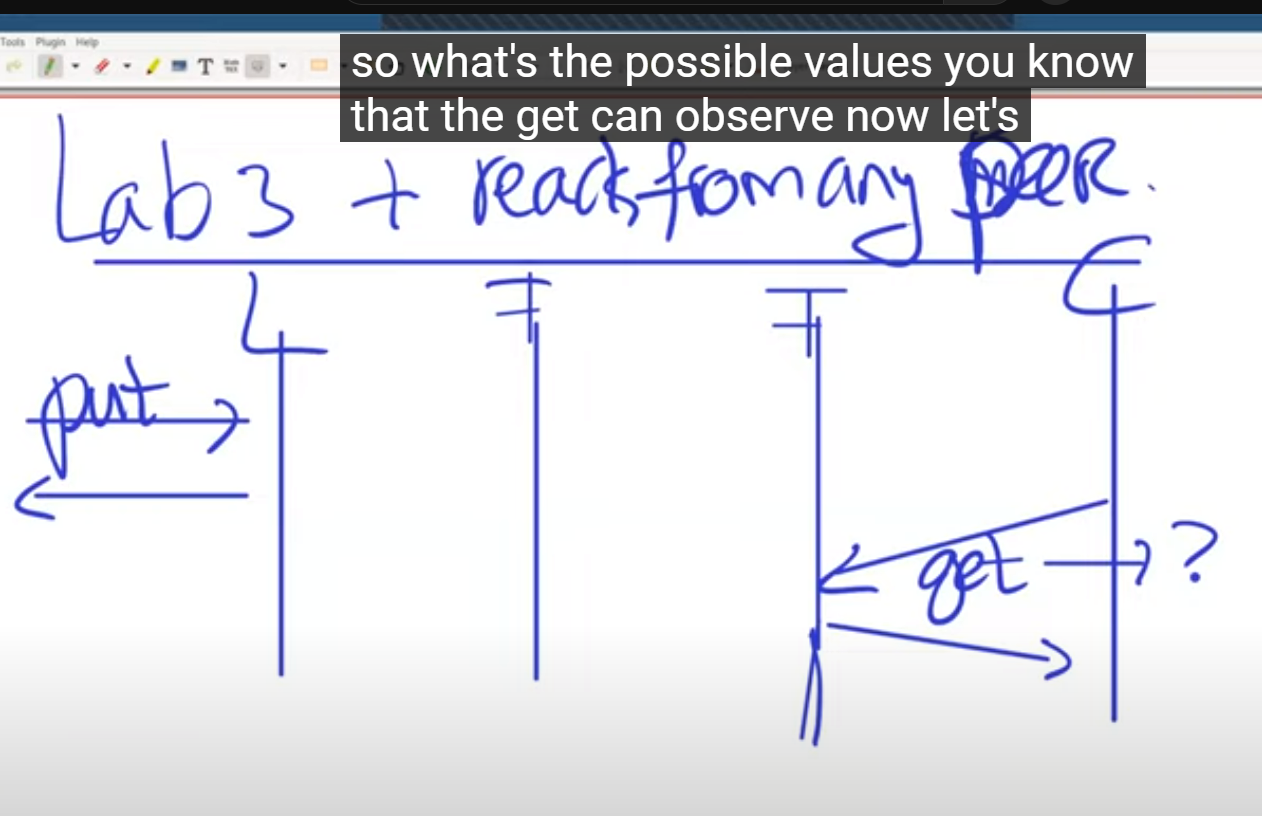 Tools Plugin Help
T
so what's the possible values you know
that the get can observe now let's
Lab 3 + reads from any PEER.
L F F C
put
get → ?